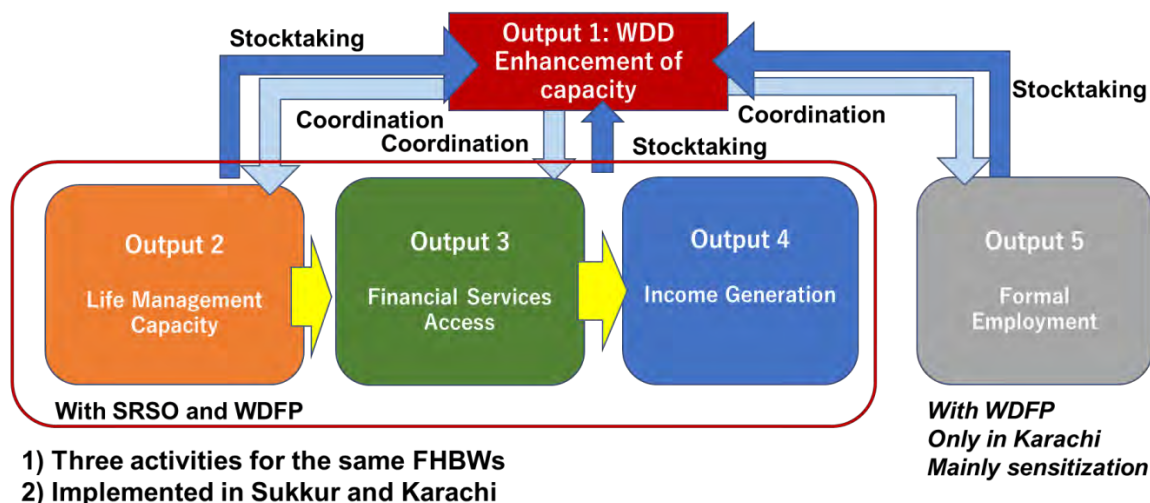 Output 1: WDD
Enhancement of
capacity
Stocktaking
Coordination
Coordination
Stocktaking
Coordination
Stocktaking
Output 2
Life Management
Capacity
Output 3
Financial Services
Access
Output 4
Income Generation
Output 5
Formal
Employment
With SRSO and WDFP
With WDFP
Only in Karachi
Mainly sensitization
1) Three activities for the same FHBWs
2) Implemented in Sukkur and Karachi